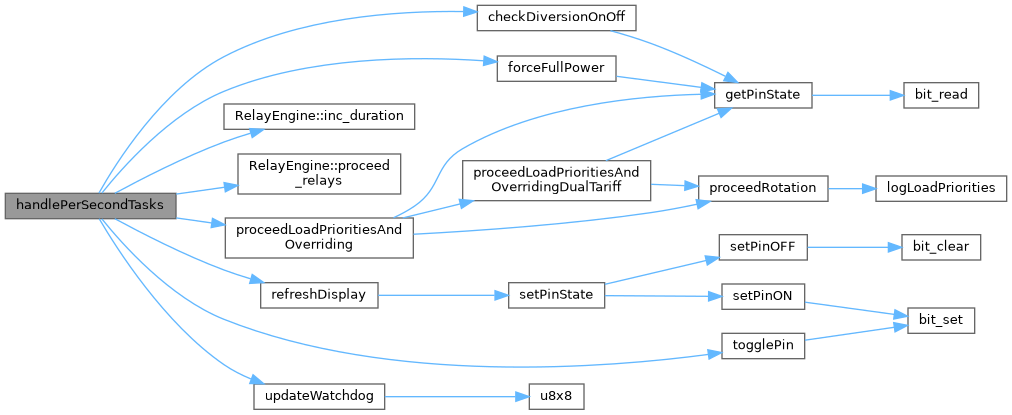 handlePerSecondTasks
checkDiversionOnOff
forceFullPower
RelayEngine::inc_duration
RelayEngine::proceed
_relays
proceedLoadPrioritiesAnd
Overriding
refreshDisplay
updateWatchdog
proceedLoadPrioritiesAnd
OverridingDualTariff
setPinState
u8x8
getPinState
proceedRotation
setPinOFF
setPinON
togglePin
bit_read
logLoadPriorities
bit_clear
bit_set